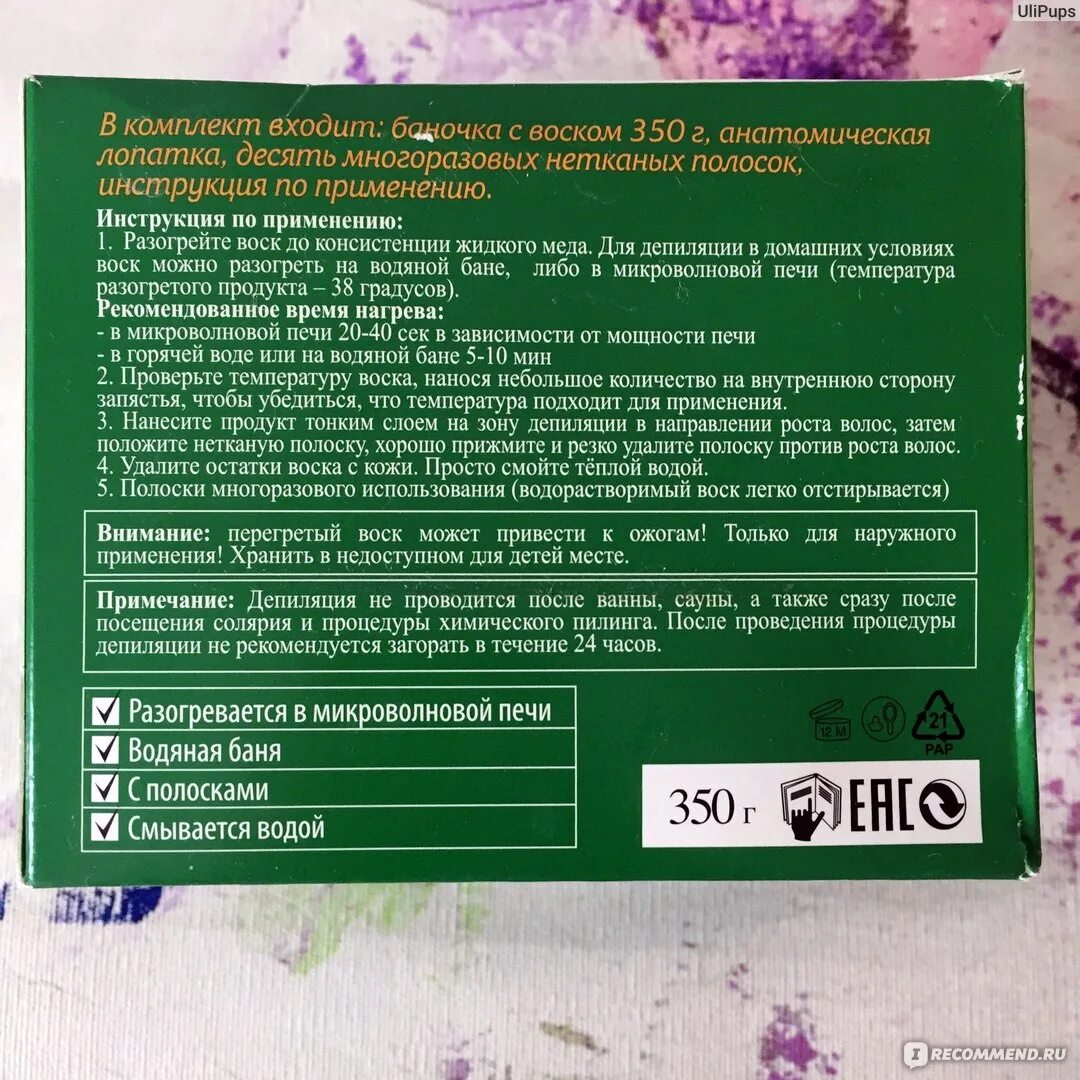 UliPups
В комплект входит: баночка с воском 350 г, анатомическая
лопатка, десять многоразовых нетканых полосок,
инструкция по применению.
Инструкция по применению:
1. Разогрейте воск до консистенции жидкого меда. Для депиляции в домашних условиях
воск можно разогреть на водяной бане, либо в микроволновой печи (температура
разогретого продукта – 38 градусов).
Рекомендованное время нагрева:
- в микроволновой печи 20-40 сек в зависимости от мощности печи
- в горячей воде или на водяной бане 5-10 мин
2. Проверьте температуру воска, нанося небольшое количество на внутреннюю сторону
запястья, чтобы убедиться, что температура подходит для применения.
3. Нанесите продукт тонким слоем на зону депиляции в направлении роста волос, затем
положите нетканую полоску, хорошо прижмите и резко удалите полоску против роста волос.
4. Удалите остатки воска с кожи. Просто смойте тёплой водой.
5. Полоски многоразового использования (водорастворимый воск легко отстирывается)
Внимание: перегретый воск может привести к ожогам! Только для наружного
применения! Хранить в недоступном для детей месте.
Примечание: Депиляция не проводится после ванны, сауны, а также сразу после
посещения солярия и процедуры химического пилинга. После проведения процедуры
депиляции не рекомендуется загорать в течение 24 часов.
Разогревается в микроволновой печи
Водяная баня
С полосками
Смывается водой
12 M
21
PAP
350 г
EAC
IRECOMMEND.RU